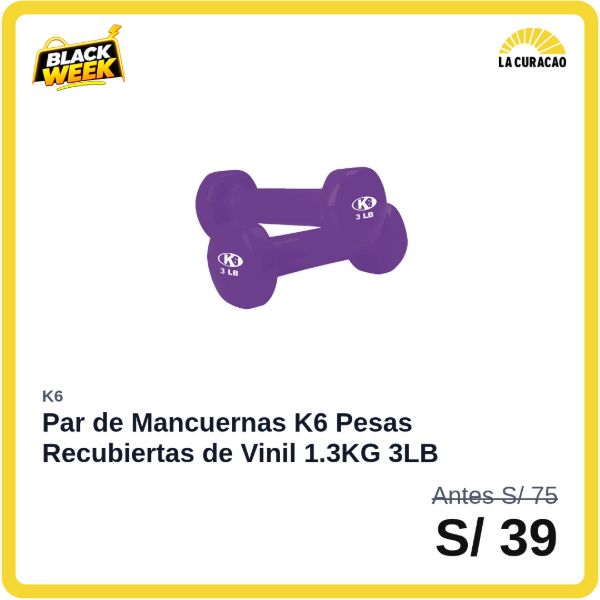 BLACK
WEEK
LA CURACAO
K6
3 LB
K6
3 LB
K6
Par de Mancuernas K6 Pesas
Recubiertas de Vinil 1.3KG 3LB
Antes S/ 75
S/ 39